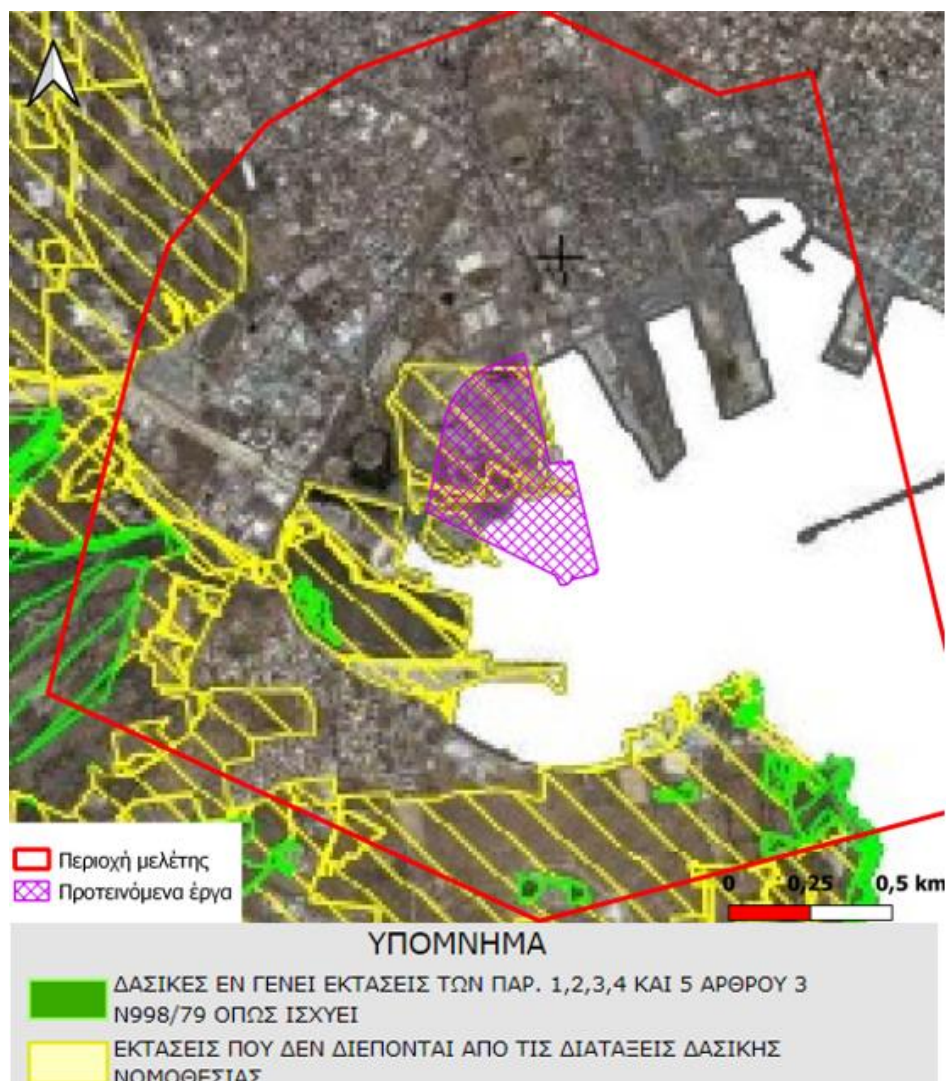 Περιοχή μελέτης
Προτεινόμενα έργα
0 0,25 0,5 km
ΥΠΟΜΝΗΜΑ
ΔΑΣΙΚΕΣ ΕΝ ΓΕΝΕΙ ΕΚΤΑΣΕΙΣ ΤΩΝ ΠΑΡ. 1,2,3,4 ΚΑΙ 5 ΑΡΘΡΟΥ 3
Ν998/79 ΟΠΩΣ ΙΣΧΥΕΙ
ΕΚΤΑΣΕΙΣ ΠΟΥ ΔΕΝ ΔΙΕΠΟΝΤΑΙ ΑΠΟ ΤΙΣ ΔΙΑΤΑΞΕΙΣ ΔΑΣΙΚΗΣ
ΝΟΜΟΘΕΣΙΑΣ